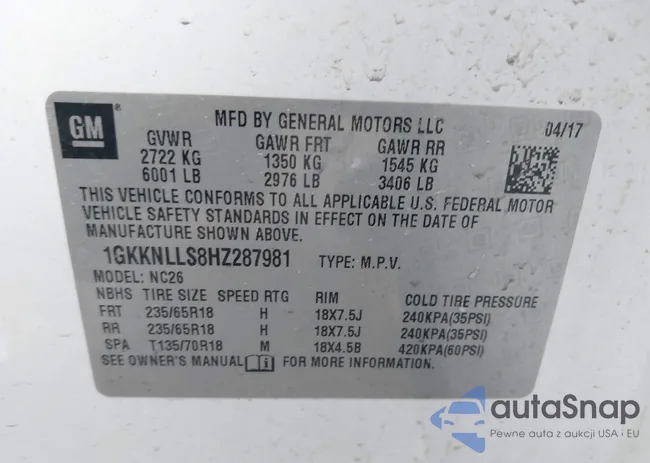 GM
MFD BY GENERAL MOTORS LLC 04/17
GVWR GAWR FRT GAWR RR
2722 KG 1350 KG 1545 KG
6001 LB 2976 LB 3406 LB
THIS VEHICLE CONFORMS TO ALL APPLICABLE U.S. FEDERAL MOTOR
VEHICLE SAFETY STANDARDS IN EFFECT ON THE DATE OF
MANUFACTURE SHOWN ABOVE.
1GKKNLLS8HZ287981 TYPE: M.P.V.
MODEL: NC26
NBHS TIRE SIZE SPEED RTG RIM COLD TIRE PRESSURE
FRT 235/65R18 H 18X7.5J 240KPA(35PSI)
RR 235/65R18 H 18X7.5J 240KPA(35PSI)
SPA T135/70R18 M 18X4.5B 420KPA(60PSI)
SEE OWNER'S MANUAL i FOR MORE INFORMATION.
autaSnap
Pewne auta z aukcji USA i EU